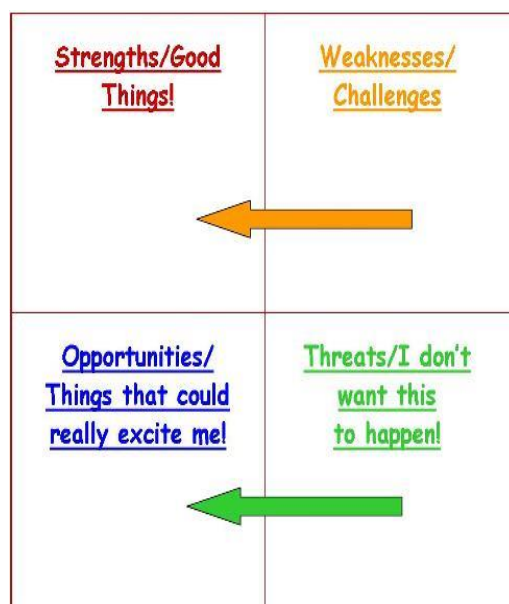 Strengths/Good
Things!
Weaknesses/
Challenges
Opportunities/
Things that could
really excite me!
Threats/I don't
want this
to happen!